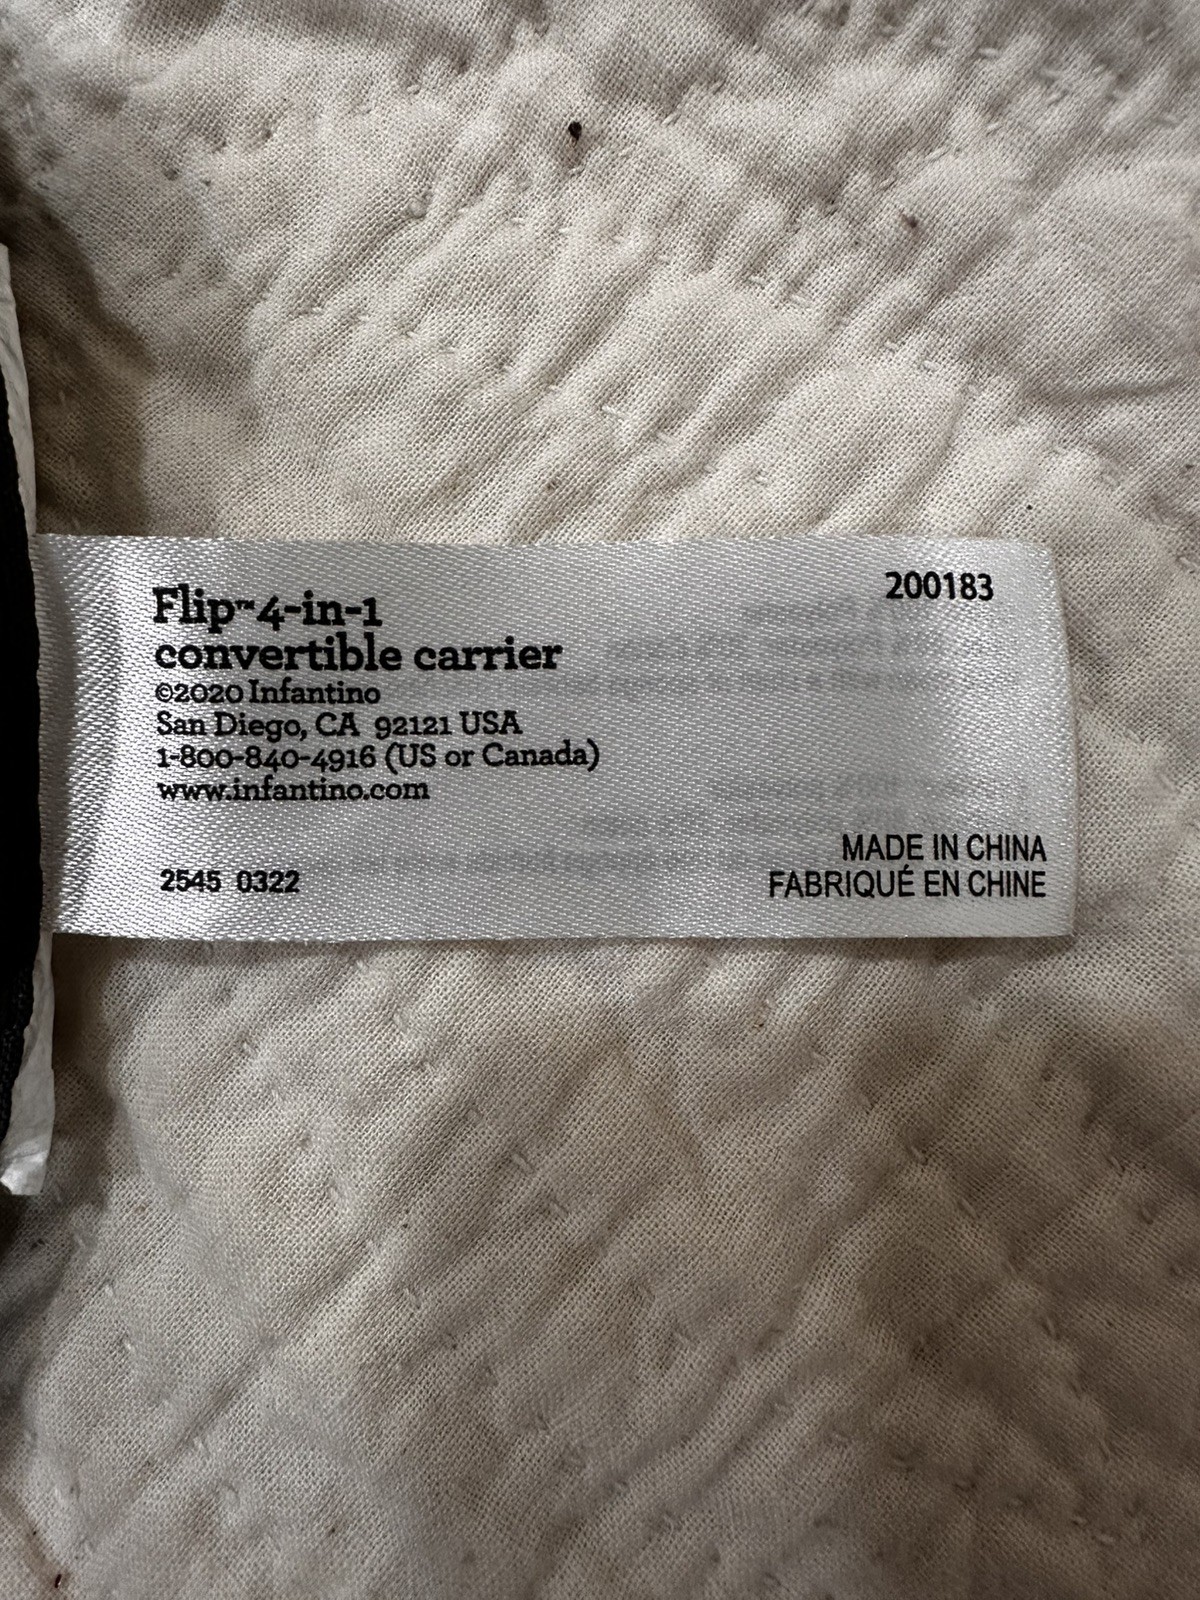 200183
Flip™ 4-in-1
convertible carrier
©2020 Infantino
San Diego, CA 92121 USA
1-800-840-4916 (US or Canada)
www.infantino.com
2545 0322
MADE IN CHINA
FABRIQUÉ EN CHINE